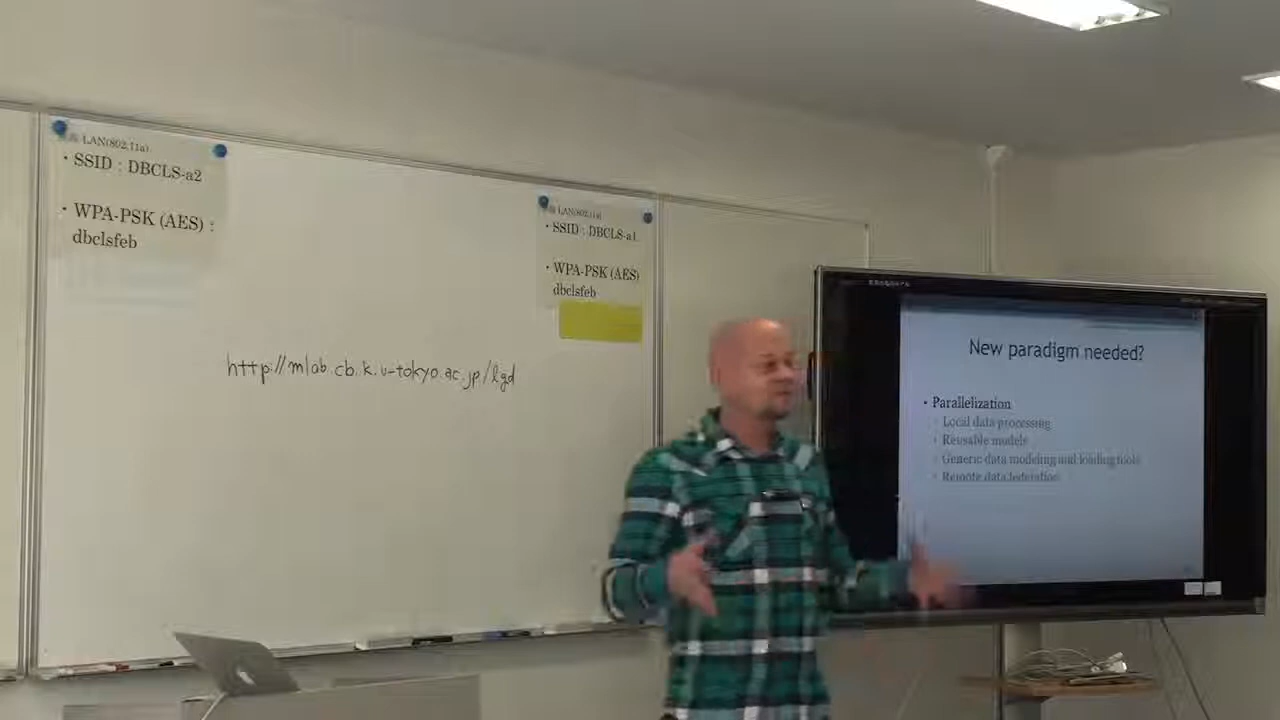 LAN(802.11a)
・SSID : DBCLS-a2
・WPA-PSK (AES) :
dbclsfeb
LAN(802.11a)
・SSID : DBCLS-a1
・WPA-PSK (AES)
dbclsfeb
http://mlab.cb.k.u-tokyo.ac.jp/lgd
New paradigm needed?
• Parallelization
◦ Local data processing
◦ Reusable models
◦ Generic data modeling and loading tools
◦ Remote data federation